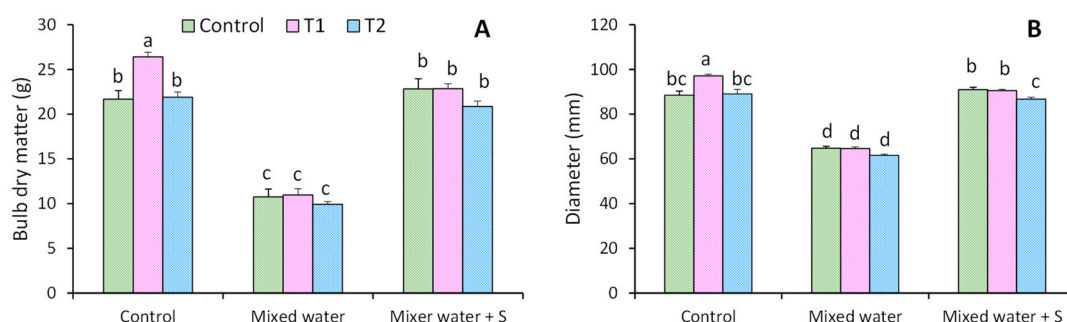 Control T1 T2
A
Bulb dry matter (g)
30
25
20
15
10
5
0
b a b
c c c
b b b
Control Mixed water Mixer water + S
B
Diameter (mm)
120
100
80
60
40
20
0
bc a bc
d d d
b b c
Control Mixed water Mixed water + S